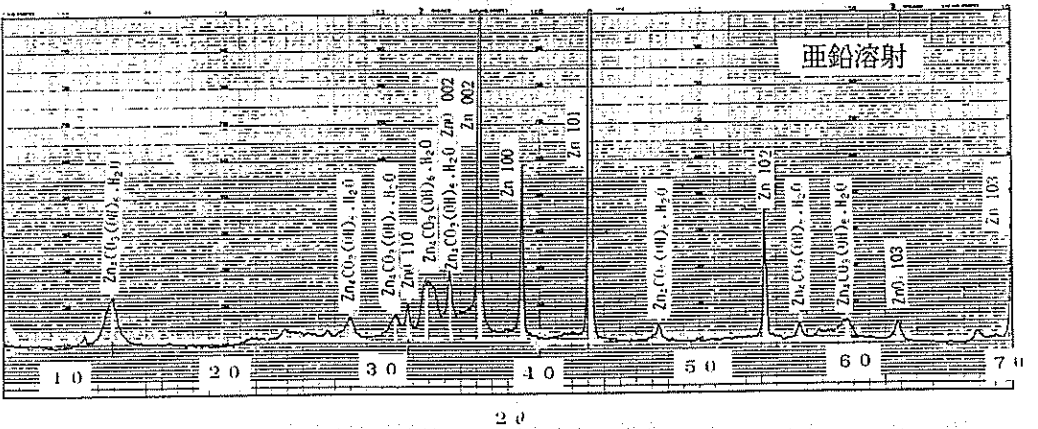 亜鉛溶射
Zn₄CO₃(OH)₆・H₂O
Zn₄CO₃(OH)₆・H₂O
Zn₄CO₃(OH)₆・H₂O
ZnO 110
Zn₄CO₃(OH)₆・H₂O
ZnO 002
Zn₄CO₃(OH)₆・H₂O
Zn 002
Zn 100
Zn 101
Zn₄CO₃(OH)₆・H₂O
Zn 102
Zn₄CO₃(OH)₆・H₂O
Zn₄CO₃(OH)₆・H₂O
ZnO 103
Zn 103
10 20 30 40 50 60 70
2θ